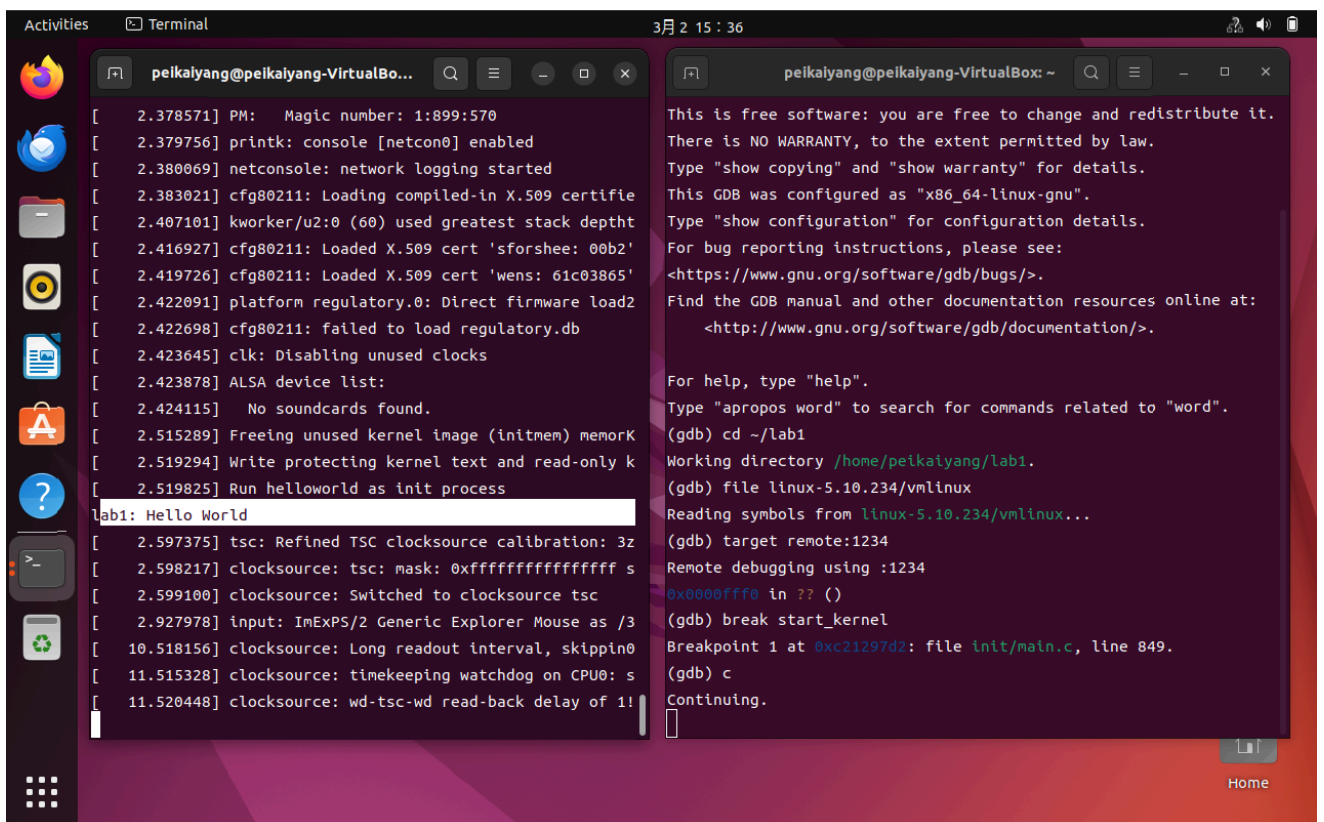 Activities Terminal 3月 2 15：36
peikaiyang@peikaiyang-VirtualBo...
[    2.378571] PM:   Magic number: 1:899:570
[    2.379756] printk: console [netcon0] enabled
[    2.380069] netconsole: network logging started
[    2.383021] cfg80211: Loading compiled-in X.509 certifie
[    2.407101] kworker/u2:0 (60) used greatest stack deptht
[    2.416927] cfg80211: Loaded X.509 cert 'sforshee: 00b2'
[    2.419726] cfg80211: Loaded X.509 cert 'wens: 61c03865'
[    2.422091] platform regulatory.0: Direct firmware load2
[    2.422698] cfg80211: failed to load regulatory.db
[    2.423645] clk: Disabling unused clocks
[    2.423878] ALSA device list:
[    2.424115]   No soundcards found.
[    2.515289] Freeing unused kernel image (initmem) memorK
[    2.519294] Write protecting kernel text and read-only k
[    2.519825] Run helloworld as init process
lab1: Hello World
[    2.597375] tsc: Refined TSC clocksource calibration: 3z
[    2.598217] clocksource: tsc: mask: 0xffffffffffffffff s
[    2.599100] clocksource: Switched to clocksource tsc
[    2.927978] input: ImExPS/2 Generic Explorer Mouse as /3
[   10.518156] clocksource: Long readout interval, skippin0
[   11.515328] clocksource: timekeeping watchdog on CPU0: s
[   11.520448] clocksource: wd-tsc-wd read-back delay of 1!
peikaiyang@peikaiyang-VirtualBox: ~
This is free software: you are free to change and redistribute it.
There is NO WARRANTY, to the extent permitted by law.
Type "show copying" and "show warranty" for details.
This GDB was configured as "x86_64-linux-gnu".
Type "show configuration" for configuration details.
For bug reporting instructions, please see:
<https://www.gnu.org/software/gdb/bugs/>.
Find the GDB manual and other documentation resources online at:
    <http://www.gnu.org/software/gdb/documentation/>.
For help, type "help".
Type "apropos word" to search for commands related to "word".
(gdb) cd ~/lab1
Working directory /home/peikaiyang/lab1.
(gdb) file linux-5.10.234/vmlinux
Reading symbols from linux-5.10.234/vmlinux...
(gdb) target remote:1234
Remote debugging using :1234
0x0000fff0 in ?? ()
(gdb) break start_kernel
Breakpoint 1 at 0xc21297d2: file init/main.c, line 849.
(gdb) c
Continuing.
Home